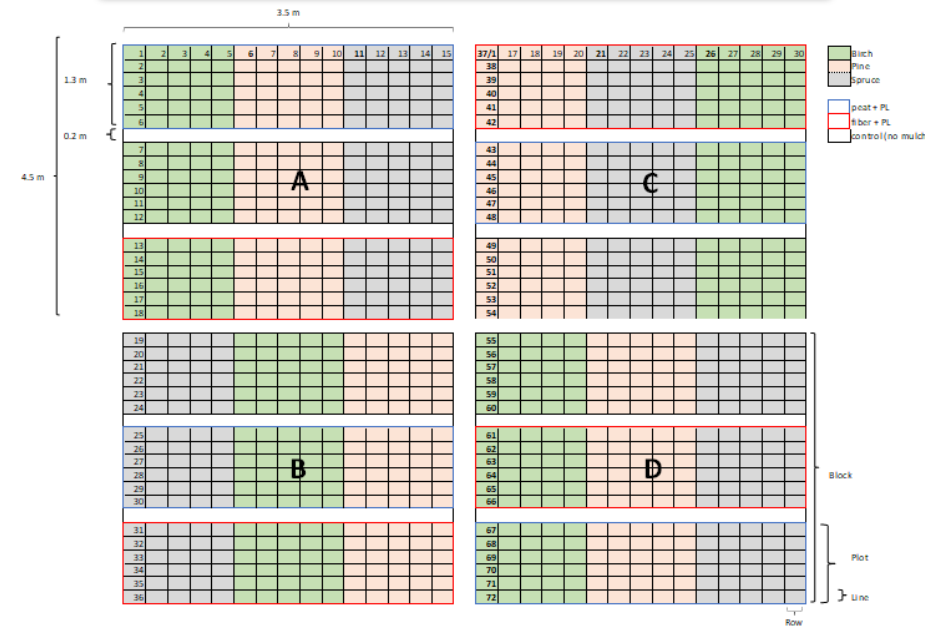 3.5 m
1 2 3 4 5 6 7 8 9 10 11 12 13 14 15 37/1 17 18 19 20 21 22 23 24 25 26 27 28 29 30 Birch
2 38 Pine
1.3 m 3 39 Spruce
4 40
5 41 peat + PL
6 42 fiber + PL
0.2 m control (no mulch
7 43
8 44
4.5 m 9 A 45 C
10 46
11 47
12 48
13 49
14 50
15 51
16 52
17 53
18 54
19 55
20 56
21 57
22 58
23 59
24 60
25 61
26 62
27 B 63 D
28 64 Block
29 65
30 66
31 67
32 68
33 69 Plot
34 70
35 71
36 72 Line
Row